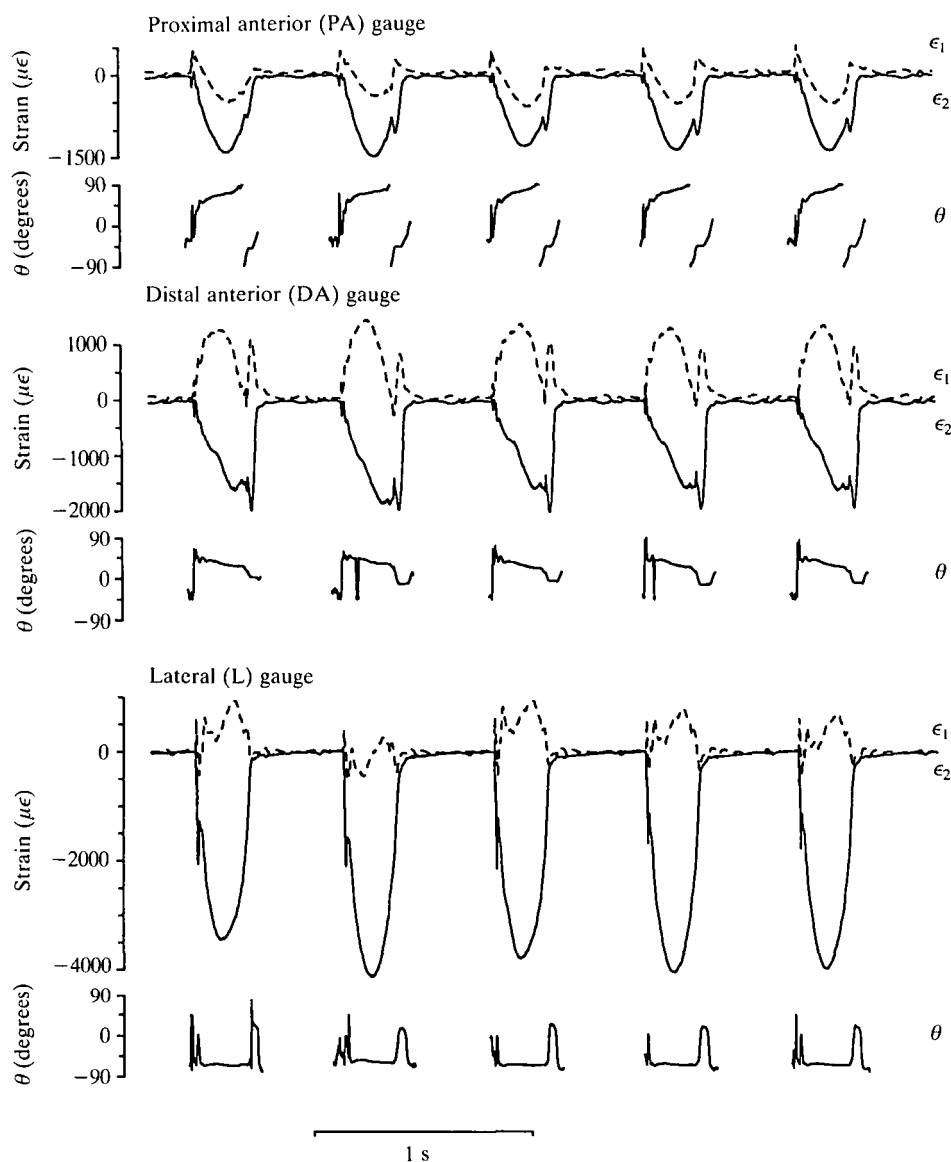 Proximal anterior (PA) gauge
ϵ1
0
ϵ2
−1500
Strain (μϵ)
90
0
−90
θ (degrees)
θ
Distal anterior (DA) gauge
1000
0
−1000
−2000
Strain (μϵ)
ϵ1
ϵ2
90
0
−90
θ (degrees)
θ
Lateral (L) gauge
0
−2000
−4000
Strain (μϵ)
ϵ1
ϵ2
90
0
−90
θ (degrees)
θ
1 s